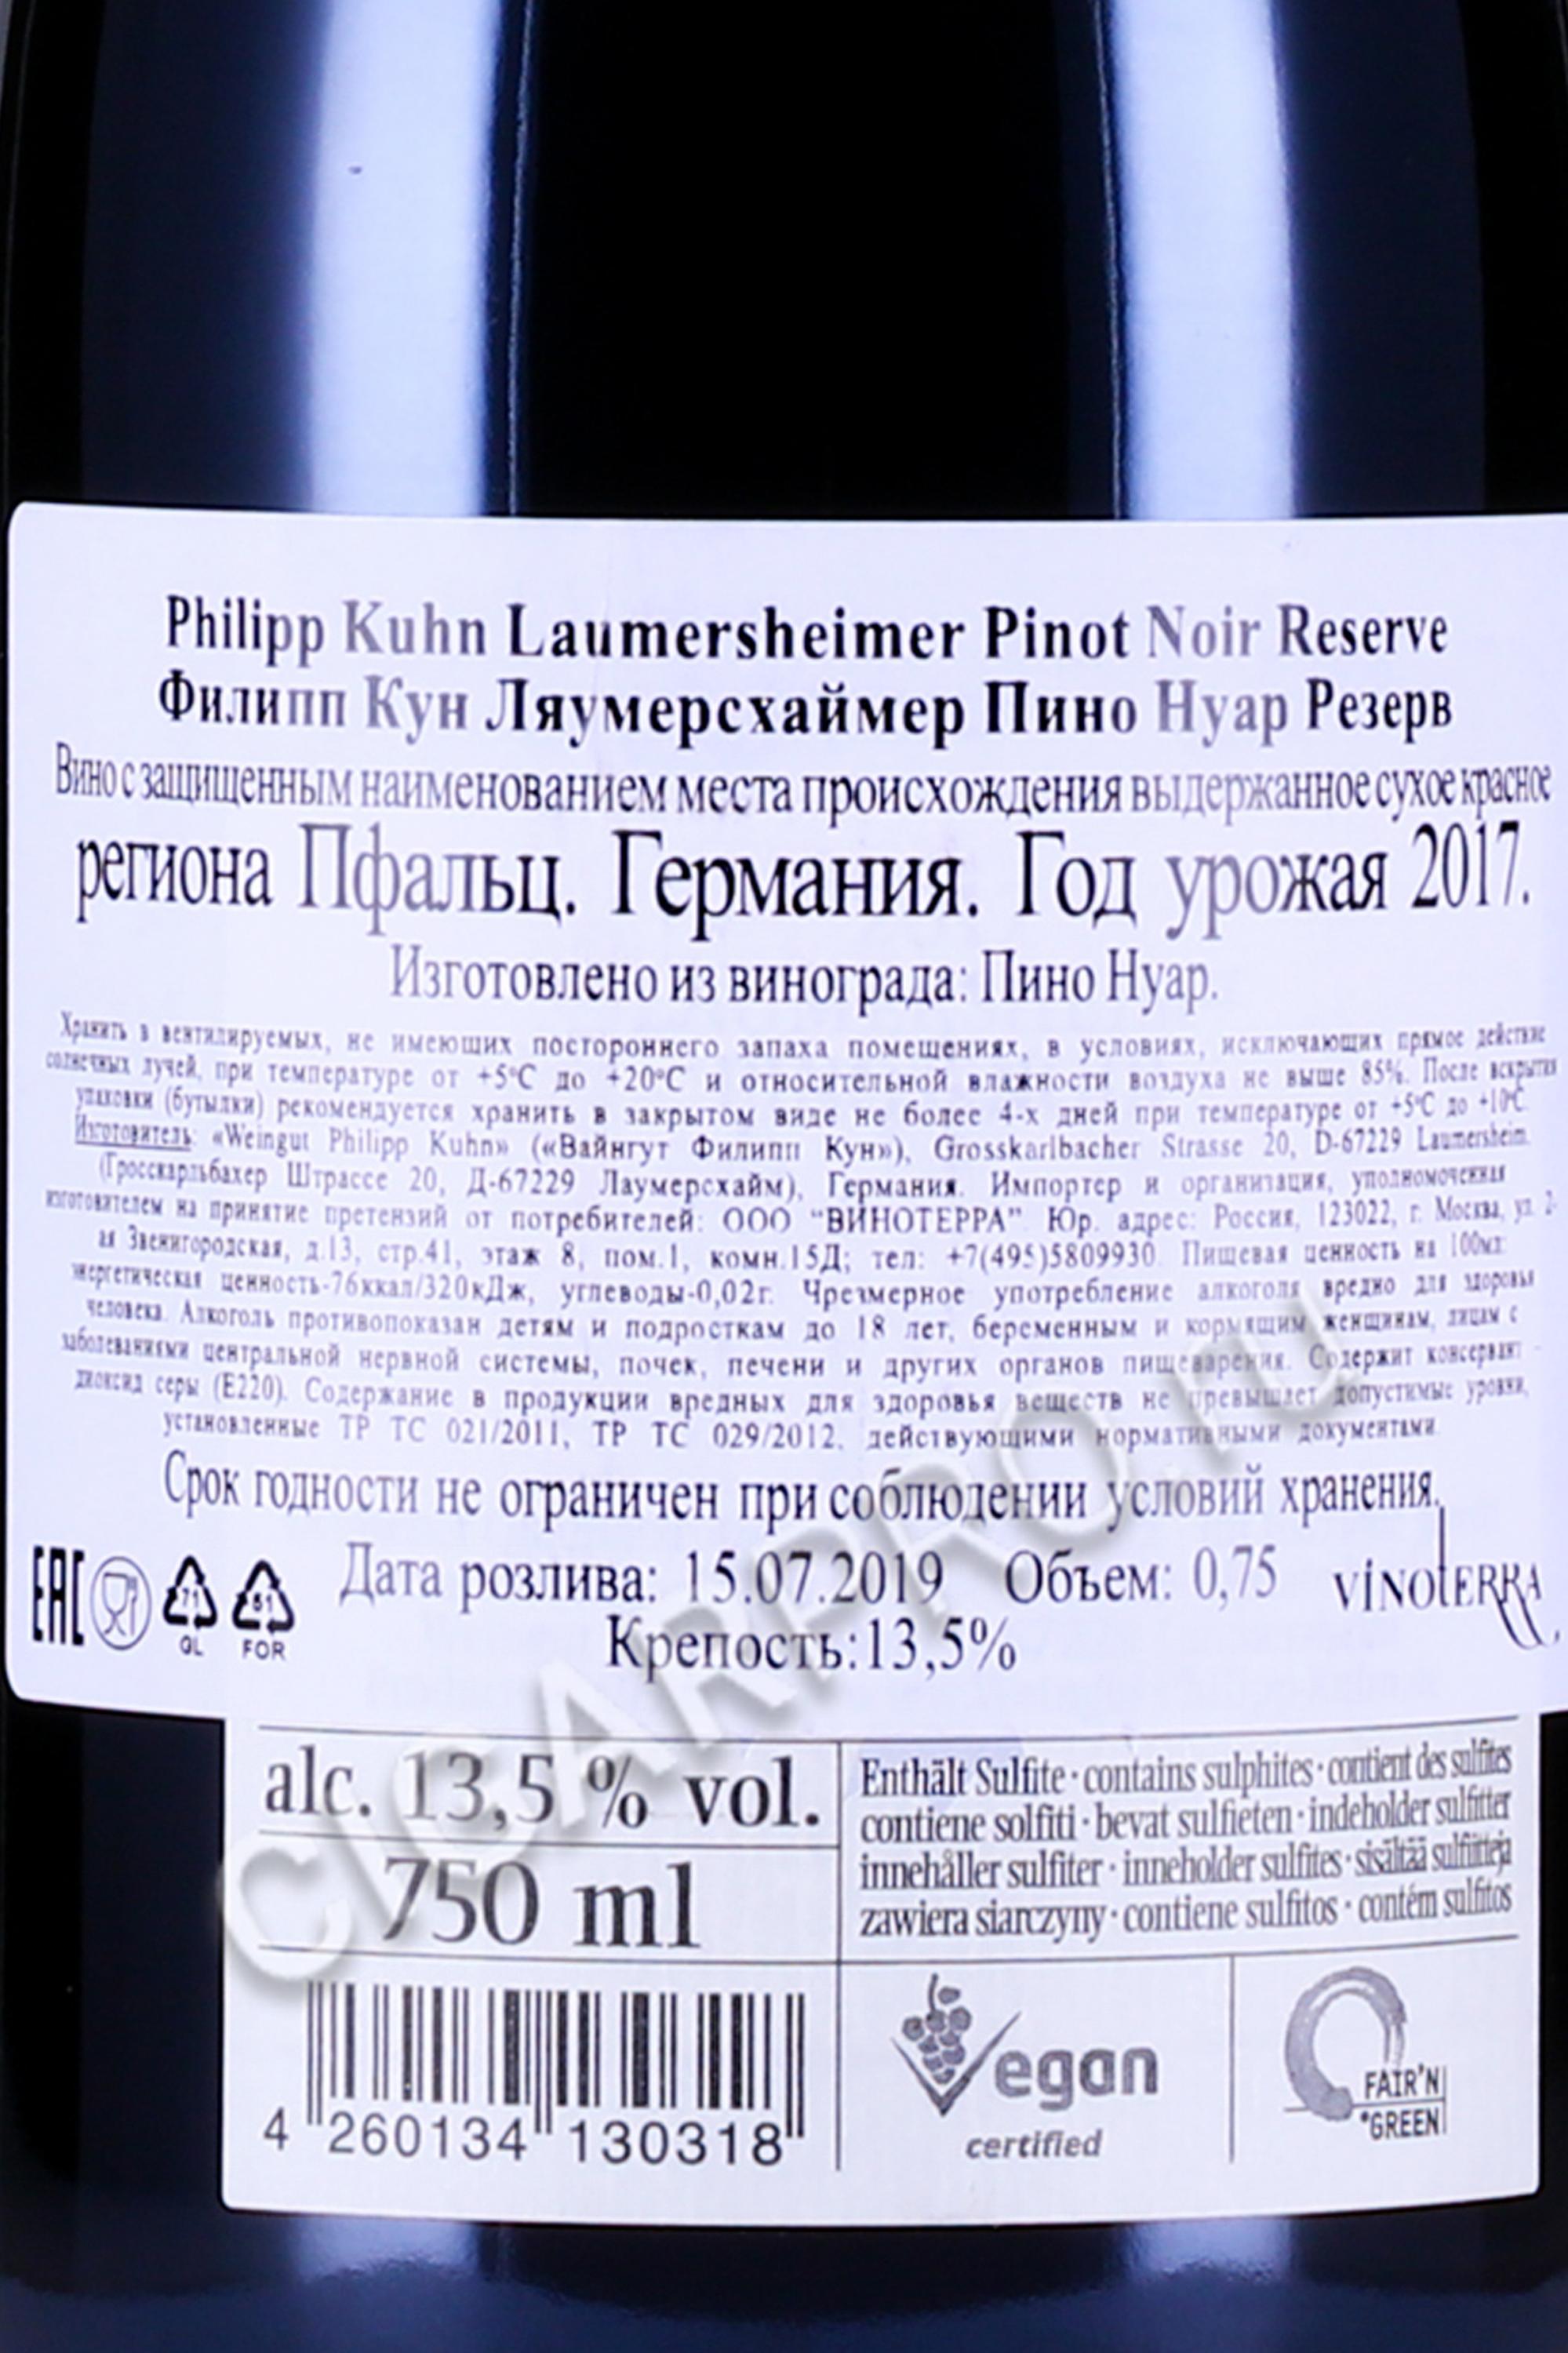 Philipp Kuhn Laumersheimer Pinot Noir Reserve
Филипп Кун Ляумерсхаймер Пино Нуар Резерв
Вино с защищенным наименованием места происхождения выдержанное сухое красное
региона Пфальц. Германия. Год урожая 2017.
Изготовлено из винограда: Пино Нуар.
Хранить в вентилируемых, не имеющих постороннего запаха помещениях, в условиях, исключающих прямое действие
солнечных лучей, при температуре от +5°C до +20°C и относительной влажности воздуха не выше 85%. После вскрытия
упаковки (бутылки) рекомендуется хранить в закрытом виде не более 4-х дней при температуре от +5°C до +10°C.
Изготовитель: «Weingut Philipp Kuhn» («Вайнгут Филипп Кун»), Grosskarlbacher Strasse 20, D-67229 Laumersheim.
(Гросскарльбахер Штрассе 20, Д-67229 Лаумерсхайм), Германия. Импортер и организация, уполномоченная
изготовителем на принятие претензий от потребителей: ООО “ВИНОТЕРРА” Юр. адрес: Россия, 123022, г. Москва, ул. 2-
ая Звенигородская, д.13, стр.41, этаж 8, пом.1, комн.15Д; тел: +7(495)5809930. Пищевая ценность на 100мл:
энергетическая ценность-76ккал/320кДж, углеводы-0,02г. Чрезмерное употребление алкоголя вредно для здоровья
человека. Алкоголь противопоказан детям и подросткам до 18 лет, беременным и кормящим женщинам, лицам с
заболеваниями центральной нервной системы, почек, печени и других органов пищеварения. Содержит консервант -
диоксид серы (Е220). Содержание в продукции вредных для здоровья веществ не превышает допустимые уровни,
установленные ТР ТС 021/2011, ТР ТС 029/2012, действующими нормативными документами.
Срок годности не ограничен при соблюдении условий хранения.
Дата розлива: 15.07.2019 Объем: 0,75
Крепость:13,5%
EAC
71
GL
81
FOR
VINOTERRA
alc. 13,5 % vol.
750 ml
Enthält Sulfite · contains sulphites · contient des sulfites
contiene solfiti · bevat sulfieten · indeholder sulfitter
innehåller sulfiter · inneholder sulfites · sisältää sulfiitteja
zawiera siarczyny · contiene sulfitos · contém sulfitos
4 260134 130318
Vegan
certified
FAIR'N
GREEN
CIGARPRO.ru